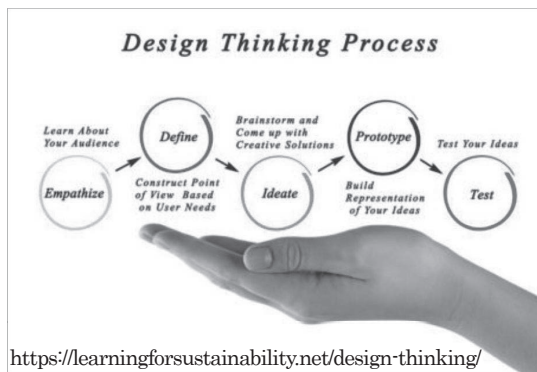 Design Thinking Process
Learn About
Your Audience
Empathize
Define
Construct Point
of View Based
on User Needs
Brainstorm and
Come up with
Creative Solutions
Ideate
Prototype
Build
Representation
of Your Ideas
Test Your Ideas
Test
https://learningforsustainability.net/design-thinking/